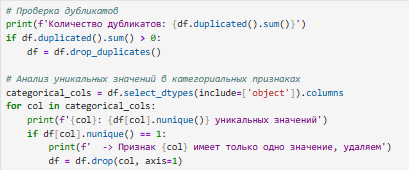 # Проверка дубликатов
print(f'Количество дубликатов: {df.duplicated().sum()}')
if df.duplicated().sum() > 0:
    df = df.drop_duplicates()

# Анализ уникальных значений в категориальных признаках
categorical_cols = df.select_dtypes(include=['object']).columns
for col in categorical_cols:
    print(f'{col}: {df[col].nunique()} уникальных значений')
    if df[col].nunique() == 1:
        print(f'  -> Признак {col} имеет только одно значение, удаляем')
        df = df.drop(col, axis=1)